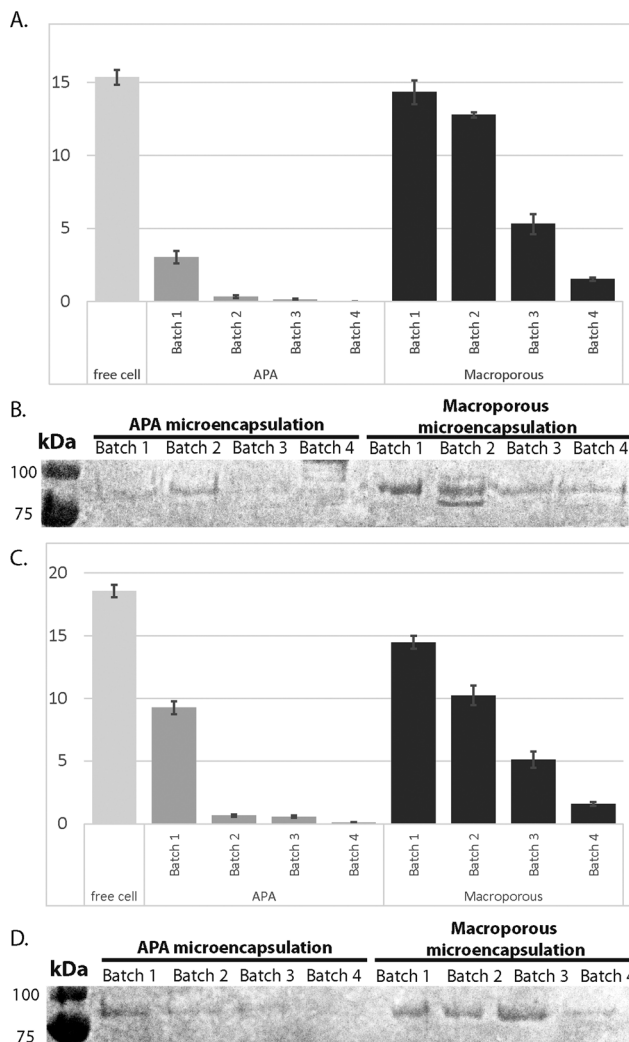 A.
15
10
5
0
Batch 1
Batch 2
Batch 3
Batch 4
Batch 1
Batch 2
Batch 3
Batch 4
free cell
APA
Macroporous
B.
kDa
APA microencapsulation
Macroporous
microencapsulation
Batch 1 Batch 2 Batch 3 Batch 4 Batch 1 Batch 2 Batch 3 Batch 4
100
75
C.
20
15
10
5
0
Batch 1
Batch 2
Batch 3
Batch 4
Batch 1
Batch 2
Batch 3
Batch 4
free cell
APA
Macroporous
D.
kDa
APA microencapsulation
Macroporous
microencapsulation
Batch 1 Batch 2 Batch 3 Batch 4 Batch 1 Batch 2 Batch 3 Batch 4
100
75